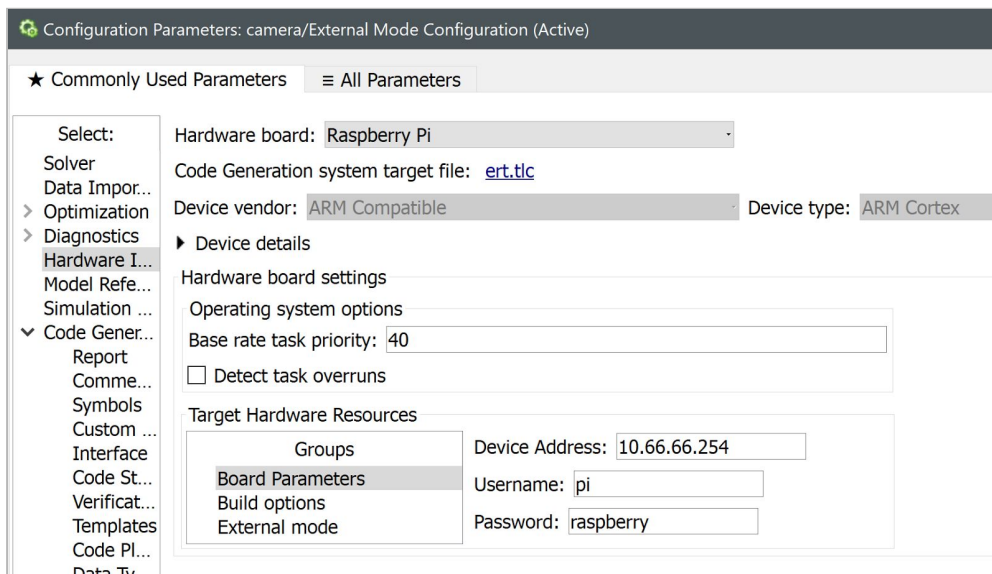 Configuration Parameters: camera/External Mode Configuration (Active)
★ Commonly Used Parameters ≡ All Parameters
Select:
Solver
Data Impor...
Optimization
Diagnostics
Hardware I...
Model Refe...
Simulation ...
Code Gener...
Report
Comme...
Symbols
Custom ...
Interface
Code St...
Verificat...
Templates
Code Pl...
Data Ty...
Hardware board: Raspberry Pi
Code Generation system target file: ert.tlc
Device vendor: ARM Compatible Device type: ARM Cortex
Device details
Hardware board settings
Operating system options
Base rate task priority: 40
Detect task overruns
Target Hardware Resources
Groups
Board Parameters
Build options
External mode
Device Address: 10.66.66.254
Username: pi
Password: raspberry